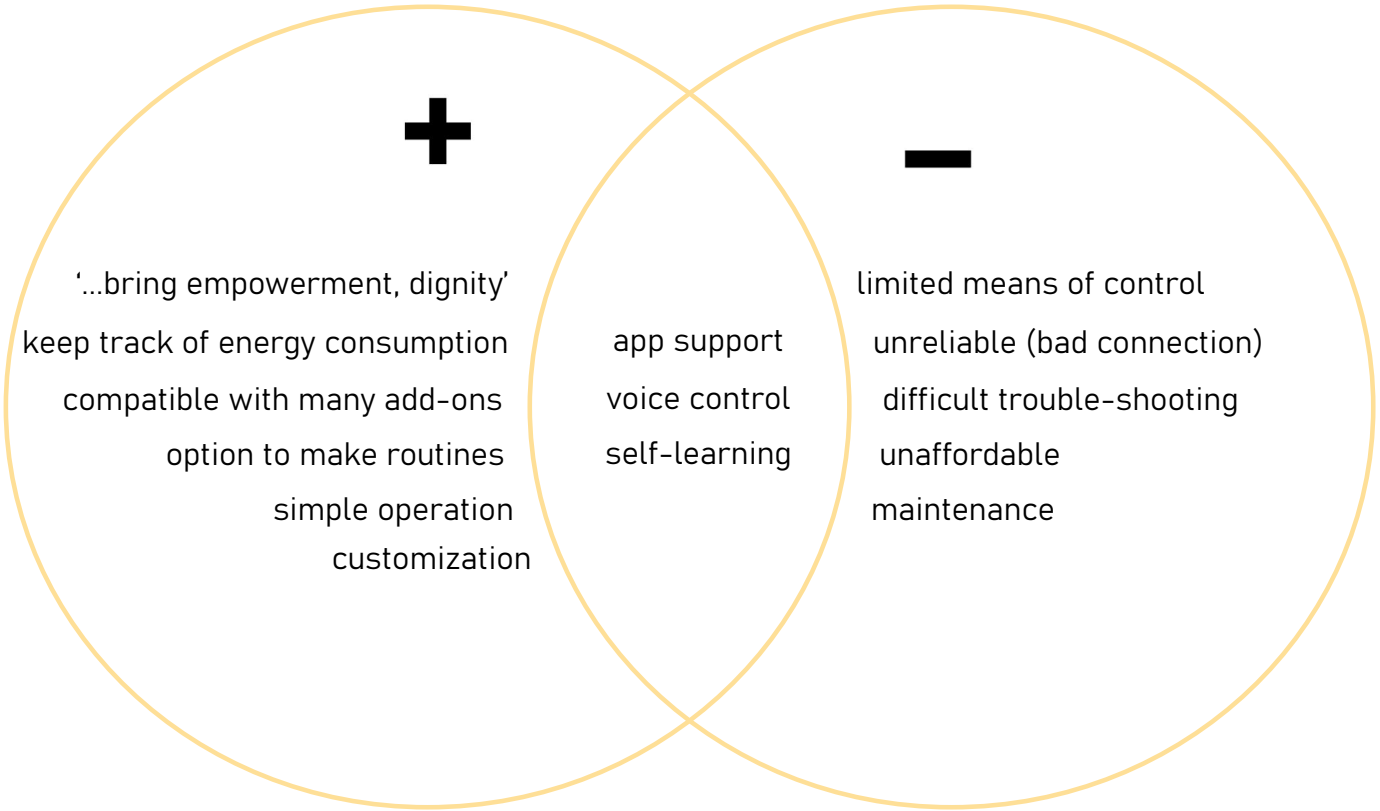 +
−
‘...bring empowerment, dignity’
keep track of energy consumption
compatible with many add-ons
option to make routines
simple operation
customization
app support
voice control
self-learning
limited means of control
unreliable (bad connection)
difficult trouble-shooting
unaffordable
maintenance